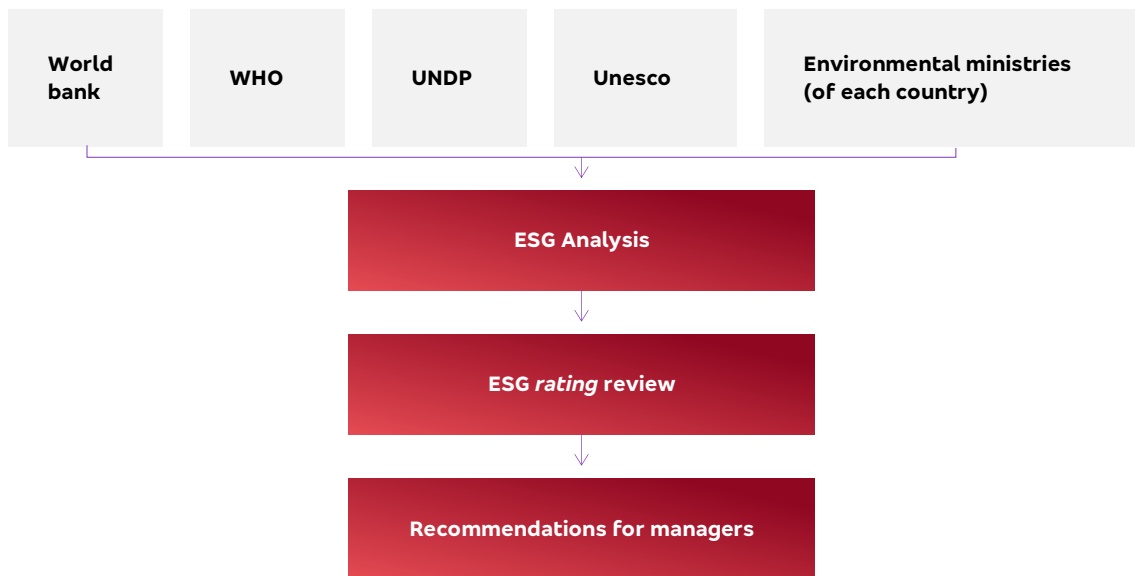 World
bank
WHO
UNDP
Unesco
Environmental ministries
(of each country)
ESG Analysis
ESG rating review
Recommendations for managers